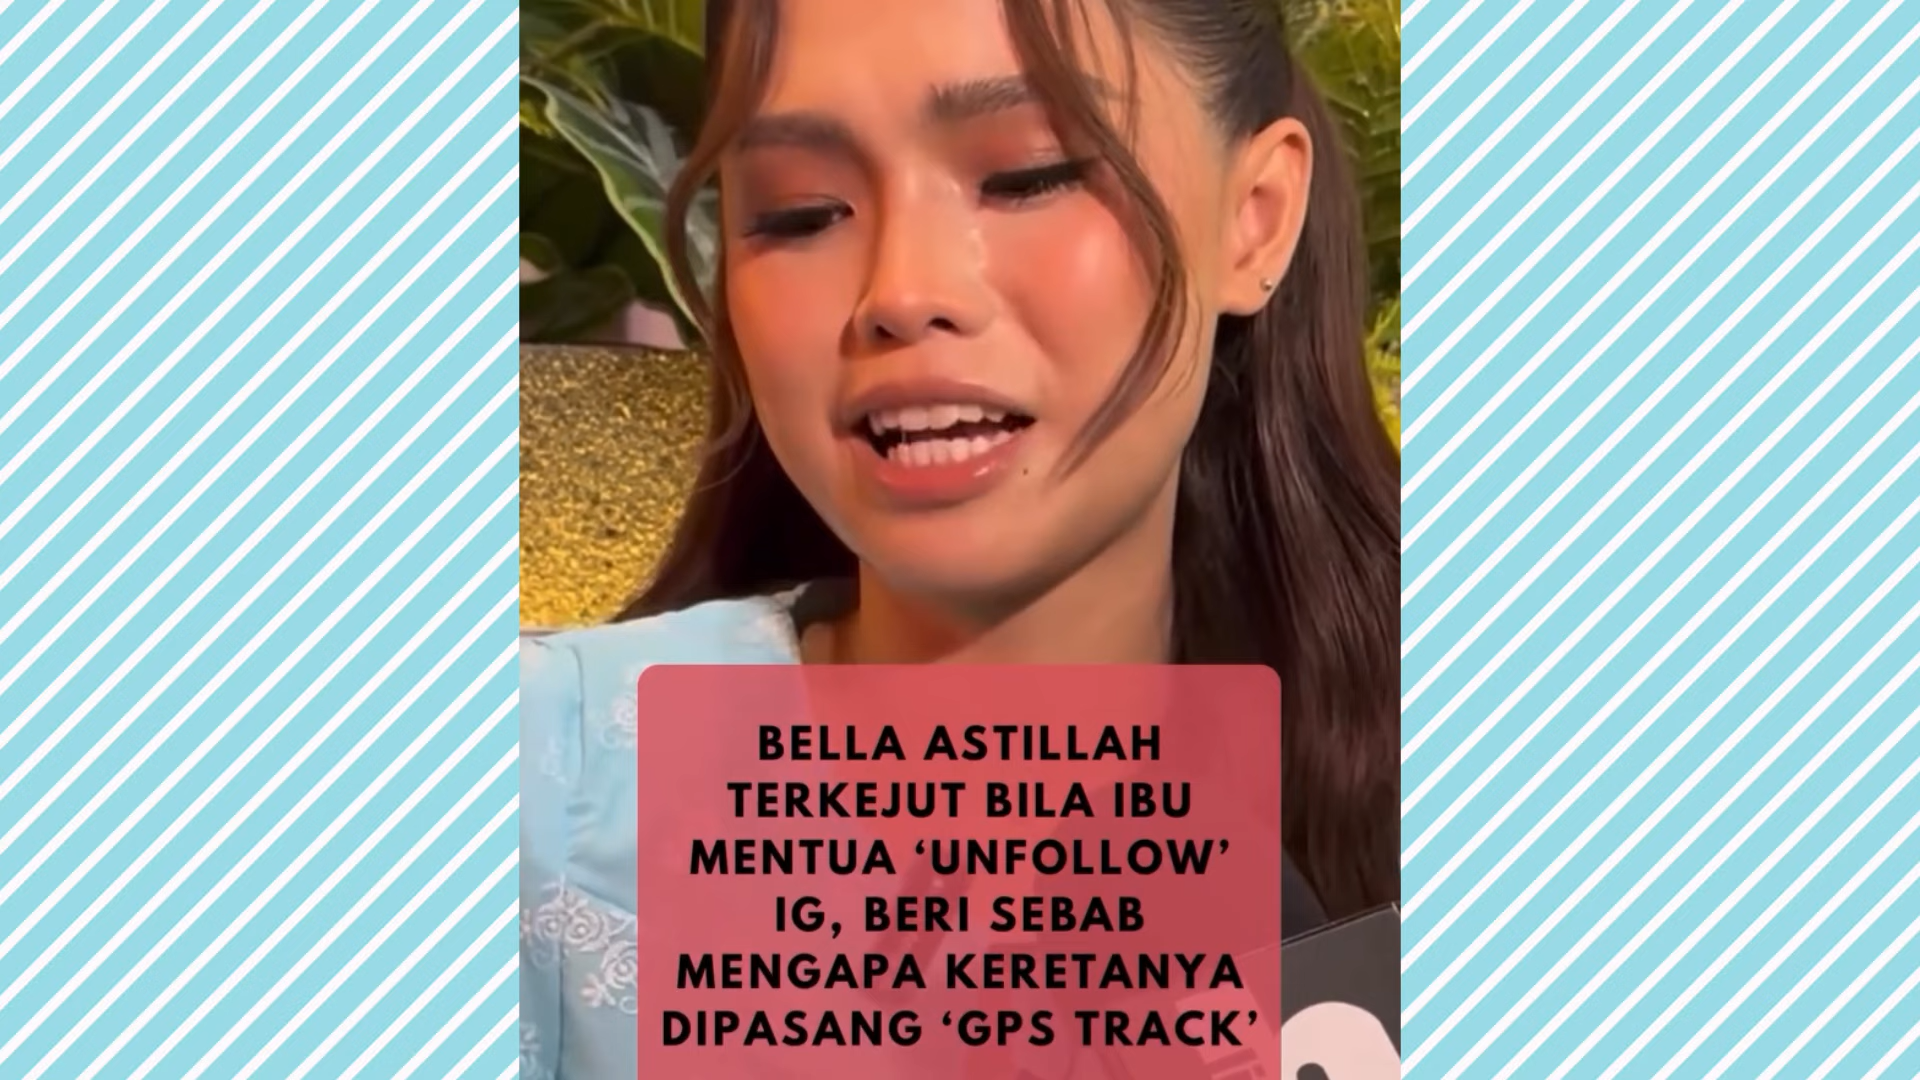 BELLA ASTILLAH
TERKEJUT BILA IBU
MENTUA ‘UNFOLLOW’
IG, BERI SEBAB
MENGAPA KERETANYA
DIPASANG ‘GPS TRACK’